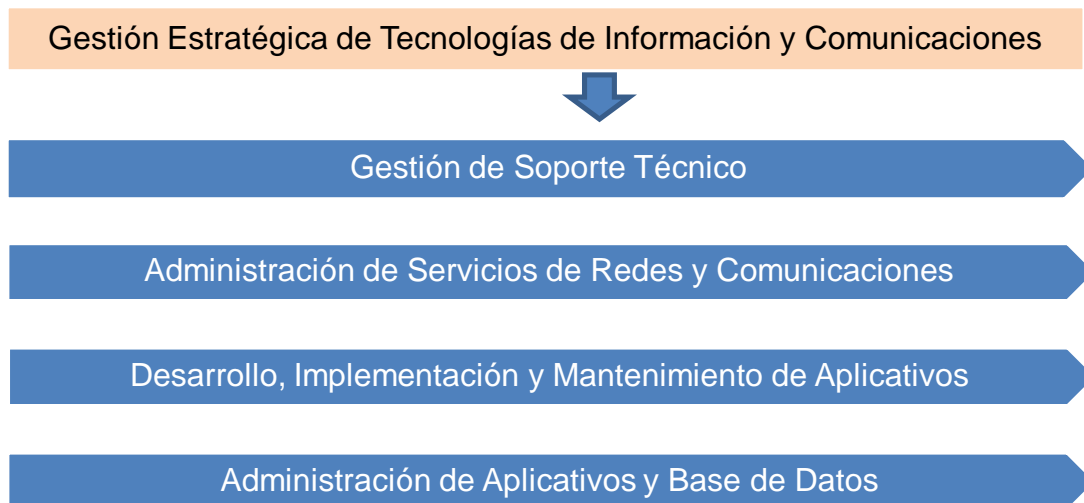 Gestión Estratégica de Tecnologías de Información y Comunicaciones
Gestión de Soporte Técnico
Administración de Servicios de Redes y Comunicaciones
Desarrollo, Implementación y Mantenimiento de Aplicativos
Administración de Aplicativos y Base de Datos